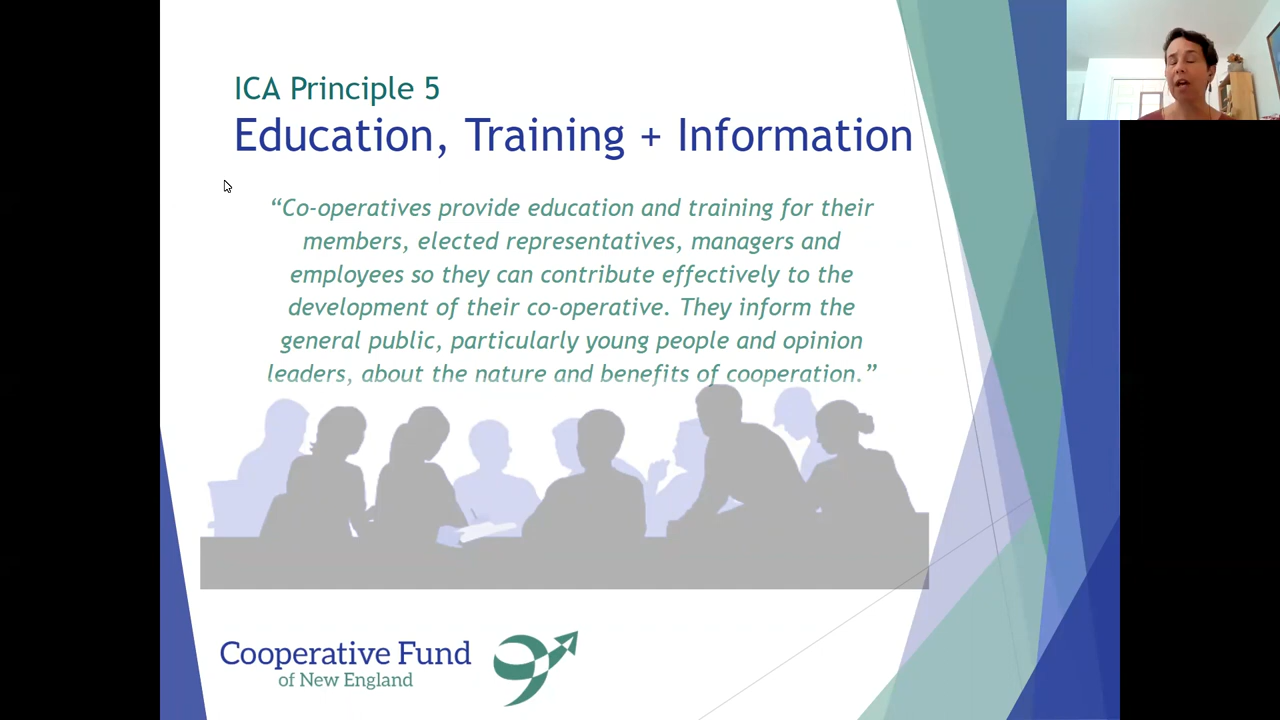 ICA Principle 5
Education, Training + Information
“Co-operatives provide education and training for their
members, elected representatives, managers and
employees so they can contribute effectively to the
development of their co-operative. They inform the
general public, particularly young people and opinion
leaders, about the nature and benefits of cooperation.”
Cooperative Fund
of New England